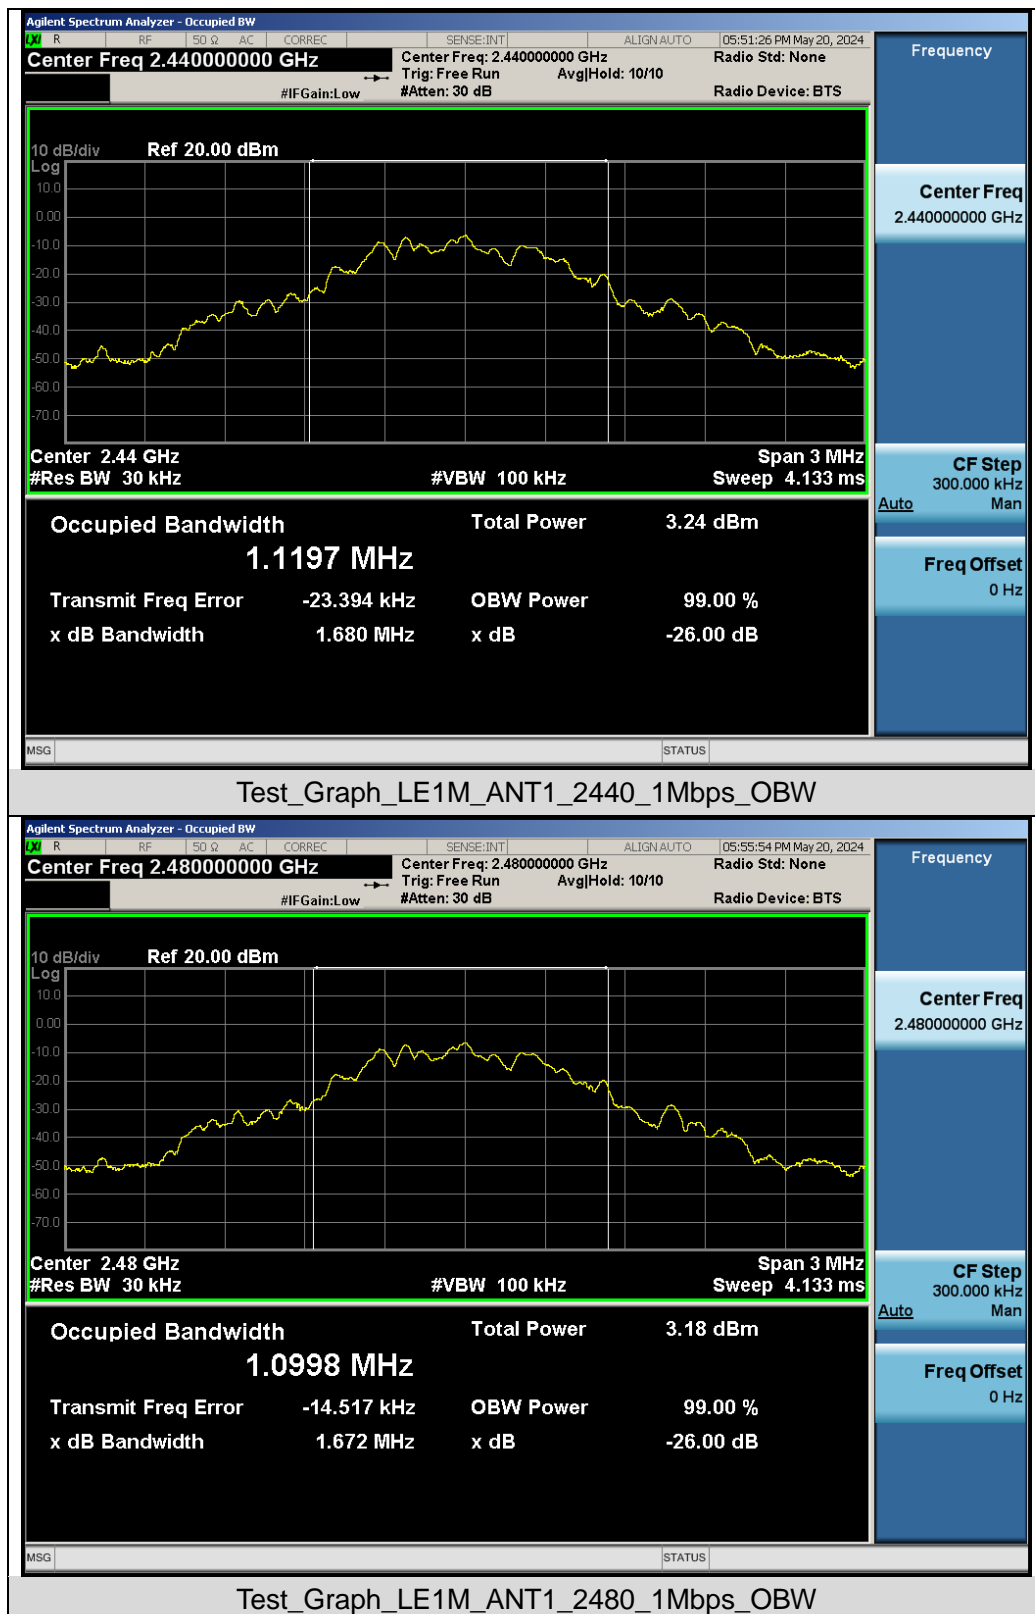 Agilent Spectrum Analyzer - Occupied BW
LXI R RF 50 Ω AC CORREC SENSE:INT ALIGN AUTO 05:51:26 PM May 20, 2024
Center Freq 2.440000000 GHz
Center Freq: 2.440000000 GHz Radio Std: None
Trig: Free Run Avg|Hold: 10/10
#IFGain:Low #Atten: 30 dB Radio Device: BTS
Frequency
10 dB/div Ref 20.00 dBm
Log
10.0
0.00
-10.0
-20.0
-30.0
-40.0
-50.0
-60.0
-70.0
Center 2.44 GHz Span 3 MHz
#Res BW 30 kHz #VBW 100 kHz Sweep 4.133 ms
Center Freq
2.440000000 GHz
CF Step
300.000 kHz
Auto Man
Freq Offset
0 Hz
Occupied Bandwidth Total Power 3.24 dBm
1.1197 MHz
Transmit Freq Error -23.394 kHz OBW Power 99.00 %
x dB Bandwidth 1.680 MHz x dB -26.00 dB
MSG STATUS
Test_Graph_LE1M_ANT1_2440_1Mbps_OBW
Agilent Spectrum Analyzer - Occupied BW
LXI R RF 50 Ω AC CORREC SENSE:INT ALIGN AUTO 05:55:54 PM May 20, 2024
Center Freq 2.480000000 GHz
Center Freq: 2.480000000 GHz Radio Std: None
Trig: Free Run Avg|Hold: 10/10
#IFGain:Low #Atten: 30 dB Radio Device: BTS
Frequency
10 dB/div Ref 20.00 dBm
Log
10.0
0.00
-10.0
-20.0
-30.0
-40.0
-50.0
-60.0
-70.0
Center 2.48 GHz Span 3 MHz
#Res BW 30 kHz #VBW 100 kHz Sweep 4.133 ms
Center Freq
2.480000000 GHz
CF Step
300.000 kHz
Auto Man
Freq Offset
0 Hz
Occupied Bandwidth Total Power 3.18 dBm
1.0998 MHz
Transmit Freq Error -14.517 kHz OBW Power 99.00 %
x dB Bandwidth 1.672 MHz x dB -26.00 dB
MSG STATUS
Test_Graph_LE1M_ANT1_2480_1Mbps_OBW